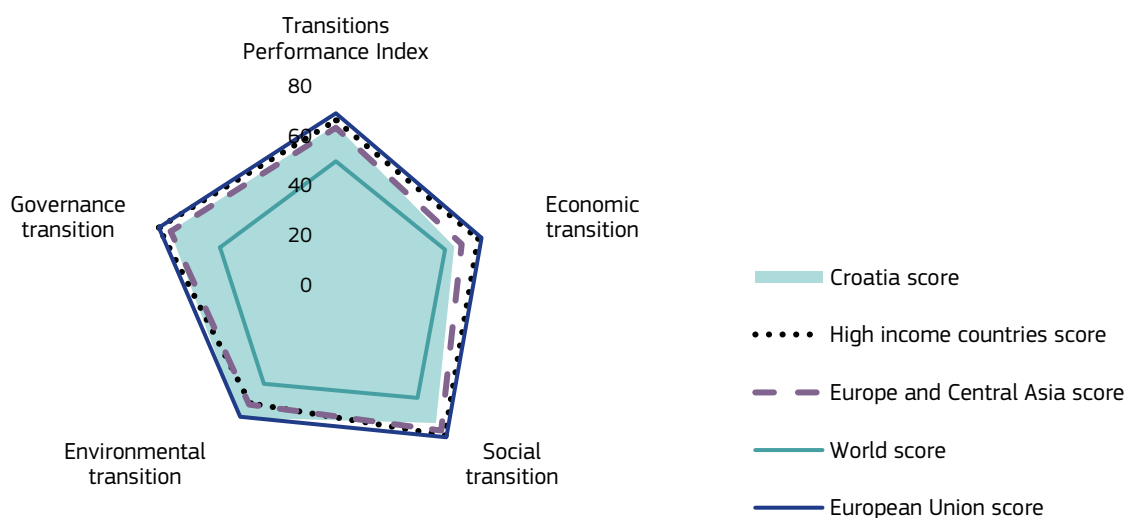 Transitions
Performance Index
80
60
40
20
0
Governance
transition
Economic
transition
Environmental
transition
Social
transition
Croatia score
High income countries score
Europe and Central Asia score
World score
European Union score